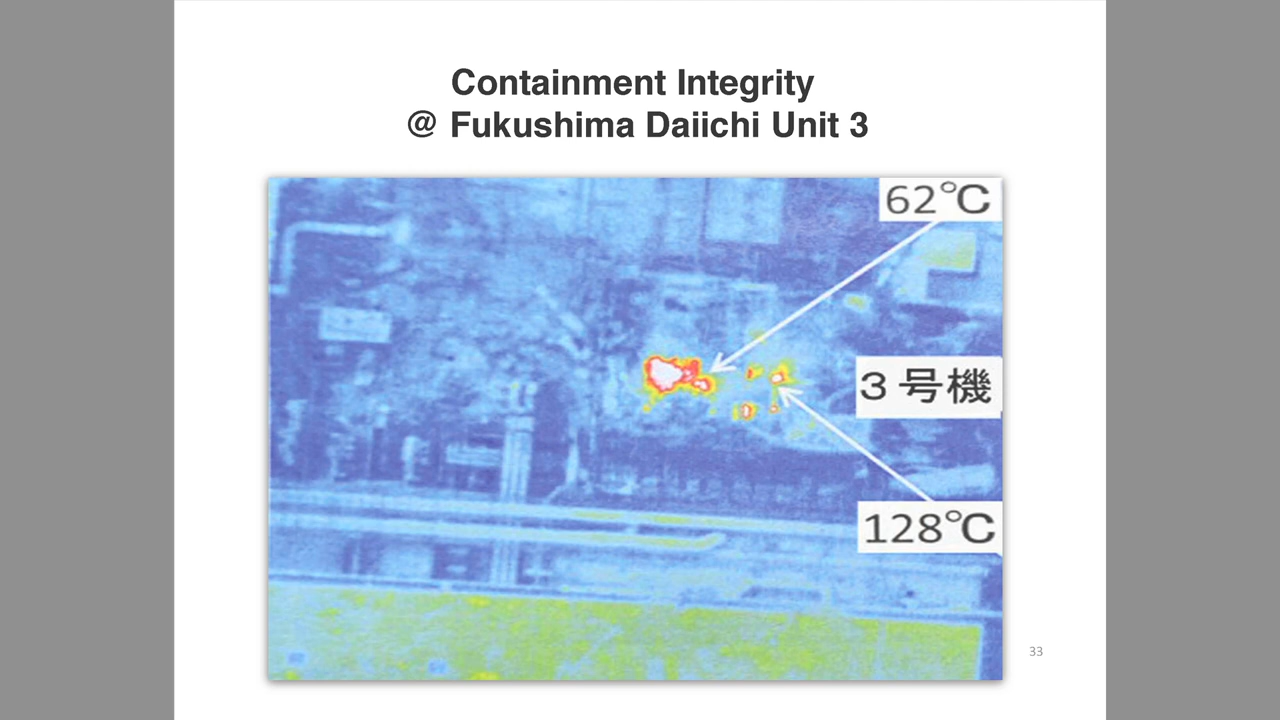 Containment Integrity
@ Fukushima Daiichi Unit 3
62°C
3号機
128°C
33